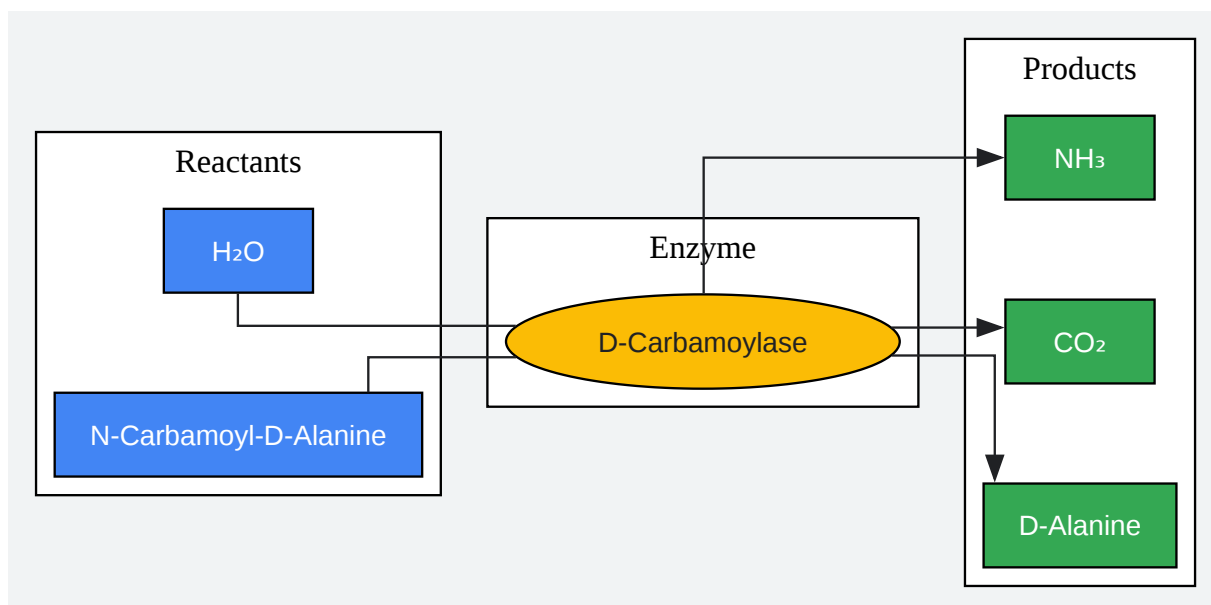 Reactants
H₂O
N-Carbamoyl-D-Alanine
Enzyme
D-Carbamoylase
Products
NH₃
CO₂
D-Alanine